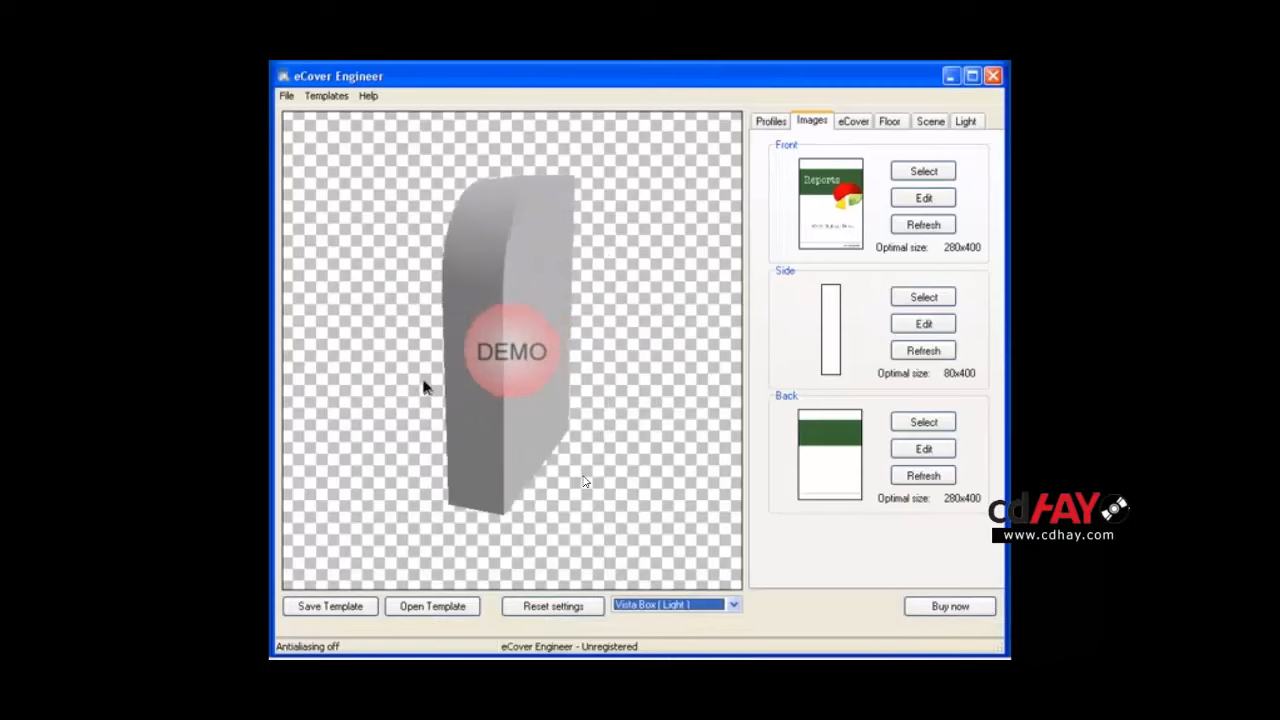 eCover Engineer
File Templates Help
Profiles Images eCover Floor Scene Light
Front
Reports
Select
Edit
Refresh
Optimal size: 280x400
Side
Select
Edit
Refresh
Optimal size: 80x400
Back
Select
Edit
Refresh
Optimal size: 280x400
DEMO
cdHAY
www.cdhay.com
Save Template Open Template Reset settings Vista Box ( Light ) Buy now
Antialiasing off eCover Engineer - Unregistered